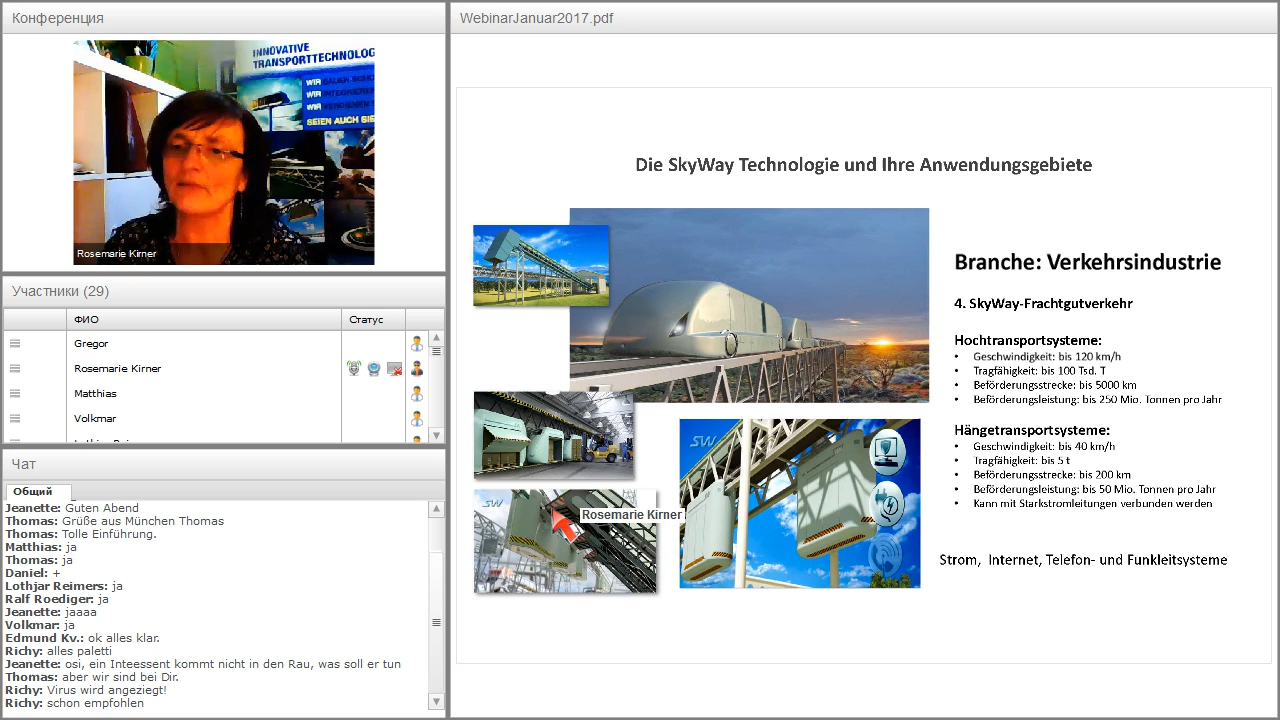 Конференция
INNOVATIVE
TRANSPORTTECHNOLOG
WIR
WIR
WIR
SEIEN AUCH SIE
Rosemarie Kirner
Участники (29)
ФИО Статус
Gregor
Rosemarie Kirner
Matthias
Volkmar
Чат
Общий
Jeanette: Guten Abend
Thomas: Grüße aus München Thomas
Thomas: Tolle Einführung.
Matthias: ja
Thomas: ja
Daniel: +
Lothjar Reimers: ja
Ralf Roediger: ja
Jeanette: jaaaa
Volkmar: ja
Edmund Kv.: ok alles klar.
Richy: alles paletti
Jeanette: osi, ein Inteessent kommt nicht in den Rau, was soll er tun
Thomas: aber wir sind bei Dir.
Richy: Virus wird angeziegt!
Richy: schon empfohlen
WebinarJanuar2017.pdf
Die SkyWay Technologie und Ihre Anwendungsgebiete
Branche: Verkehrsindustrie
4. SkyWay-Frachtgutverkehr
Hochtransportsysteme:
• Geschwindigkeit: bis 120 km/h
• Tragfähigkeit: bis 100 Tsd. T
• Beförderungsstrecke: bis 5000 km
• Beförderungsleistung: bis 250 Mio. Tonnen pro Jahr
Hängetransportsysteme:
• Geschwindigkeit: bis 40 km/h
• Tragfähigkeit: bis 5 t
• Beförderungsstrecke: bis 200 km
• Beförderungsleistung: bis 50 Mio. Tonnen pro Jahr
• Kann mit Starkstromleitungen verbunden werden
Strom, Internet, Telefon- und Funkleitsysteme
SW
SW
Rosemarie Kirner